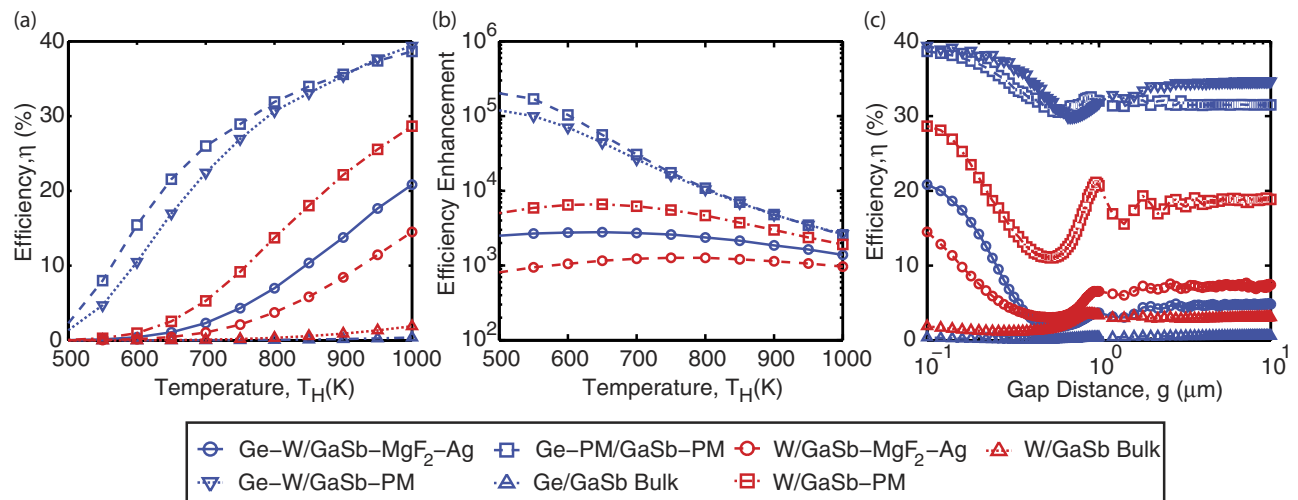 (a)
Efficiency,η (%)
40
30
20
10
0
500 600 700 800 900 1000
Temperature, T_H(K)
(b)
Efficiency Enhancement
10^6
10^5
10^4
10^3
10^2
500 600 700 800 900 1000
Temperature, T_H(K)
(c)
Efficiency,η (%)
40
30
20
10
0
10^−1 10^0 10^1
Gap Distance, g (μm)
Ge−W/GaSb−MgF_2−Ag Ge−PM/GaSb−PM W/GaSb−MgF_2−Ag W/GaSb Bulk
Ge−W/GaSb−PM Ge/GaSb Bulk W/GaSb−PM